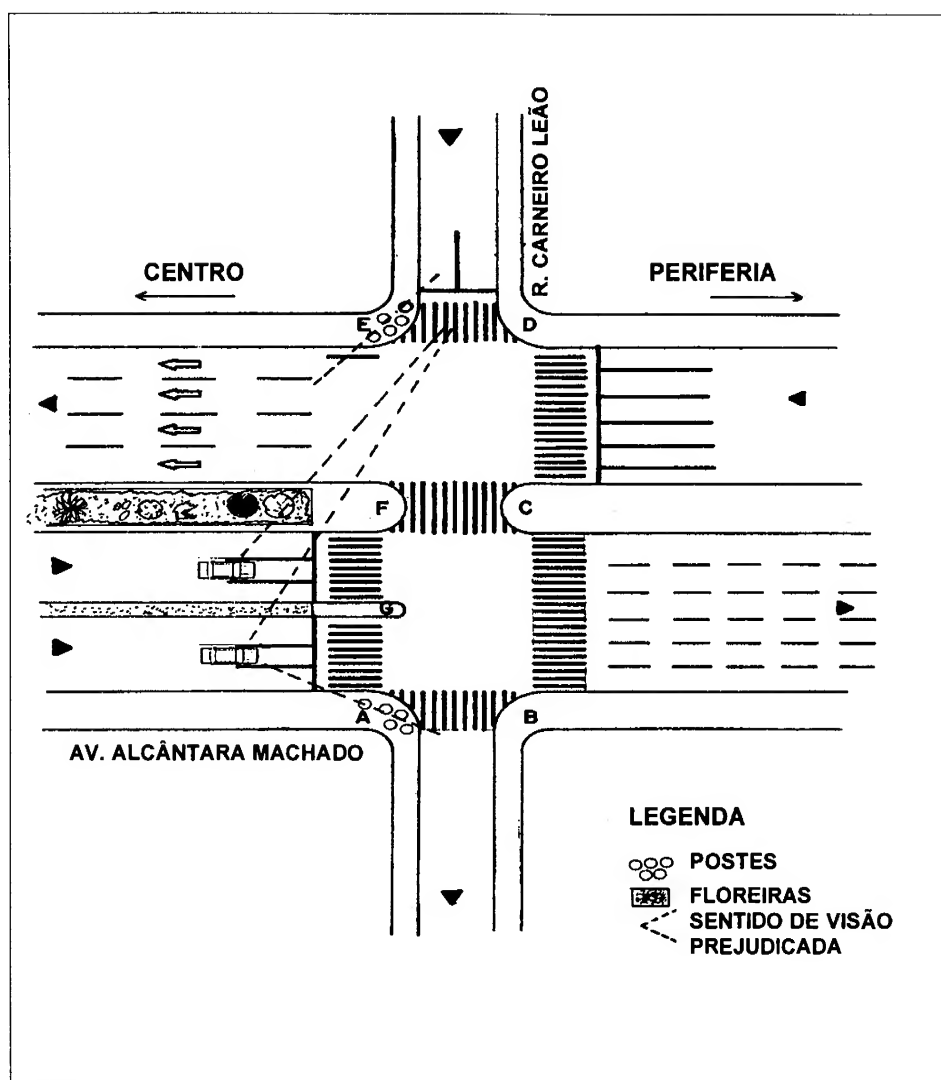 R. CARNEIRO LEÃO
CENTRO
PERIFERIA
E
D
F
C
G
A
B
AV. ALCÂNTARA MACHADO
LEGENDA
POSTES
FLOREIRAS
SENTIDO DE VISÃO
PREJUDICADA